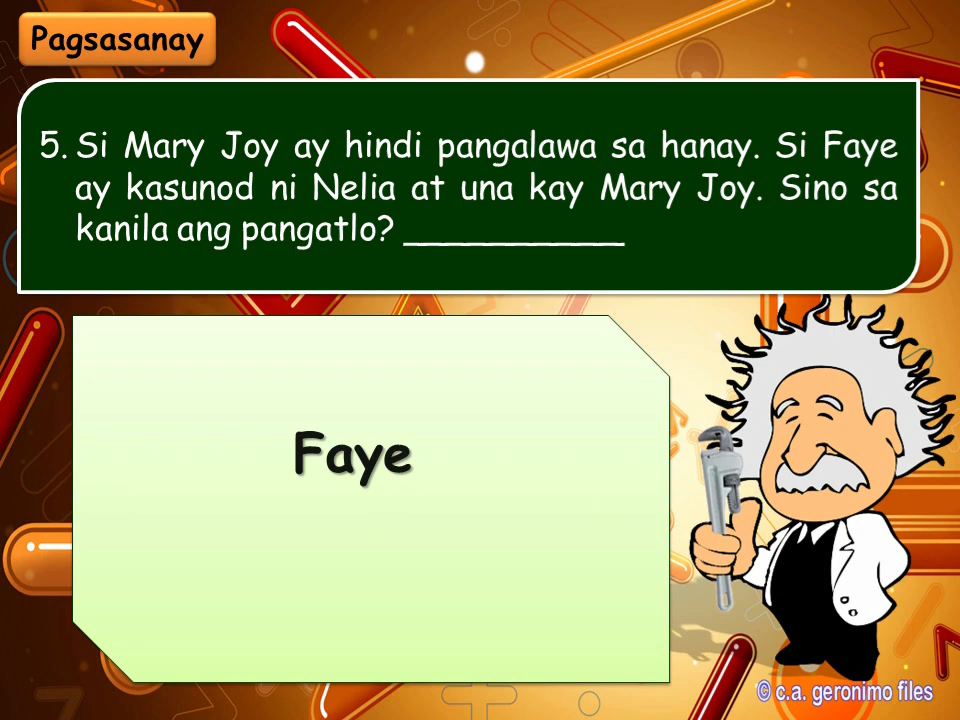 Pagsasanay
5. Si Mary Joy ay hindi pangalawa sa hanay. Si Faye
ay kasunod ni Nelia at una kay Mary Joy. Sino sa
kanila ang pangatlo? ___________
Faye
© c.a. geronimo files